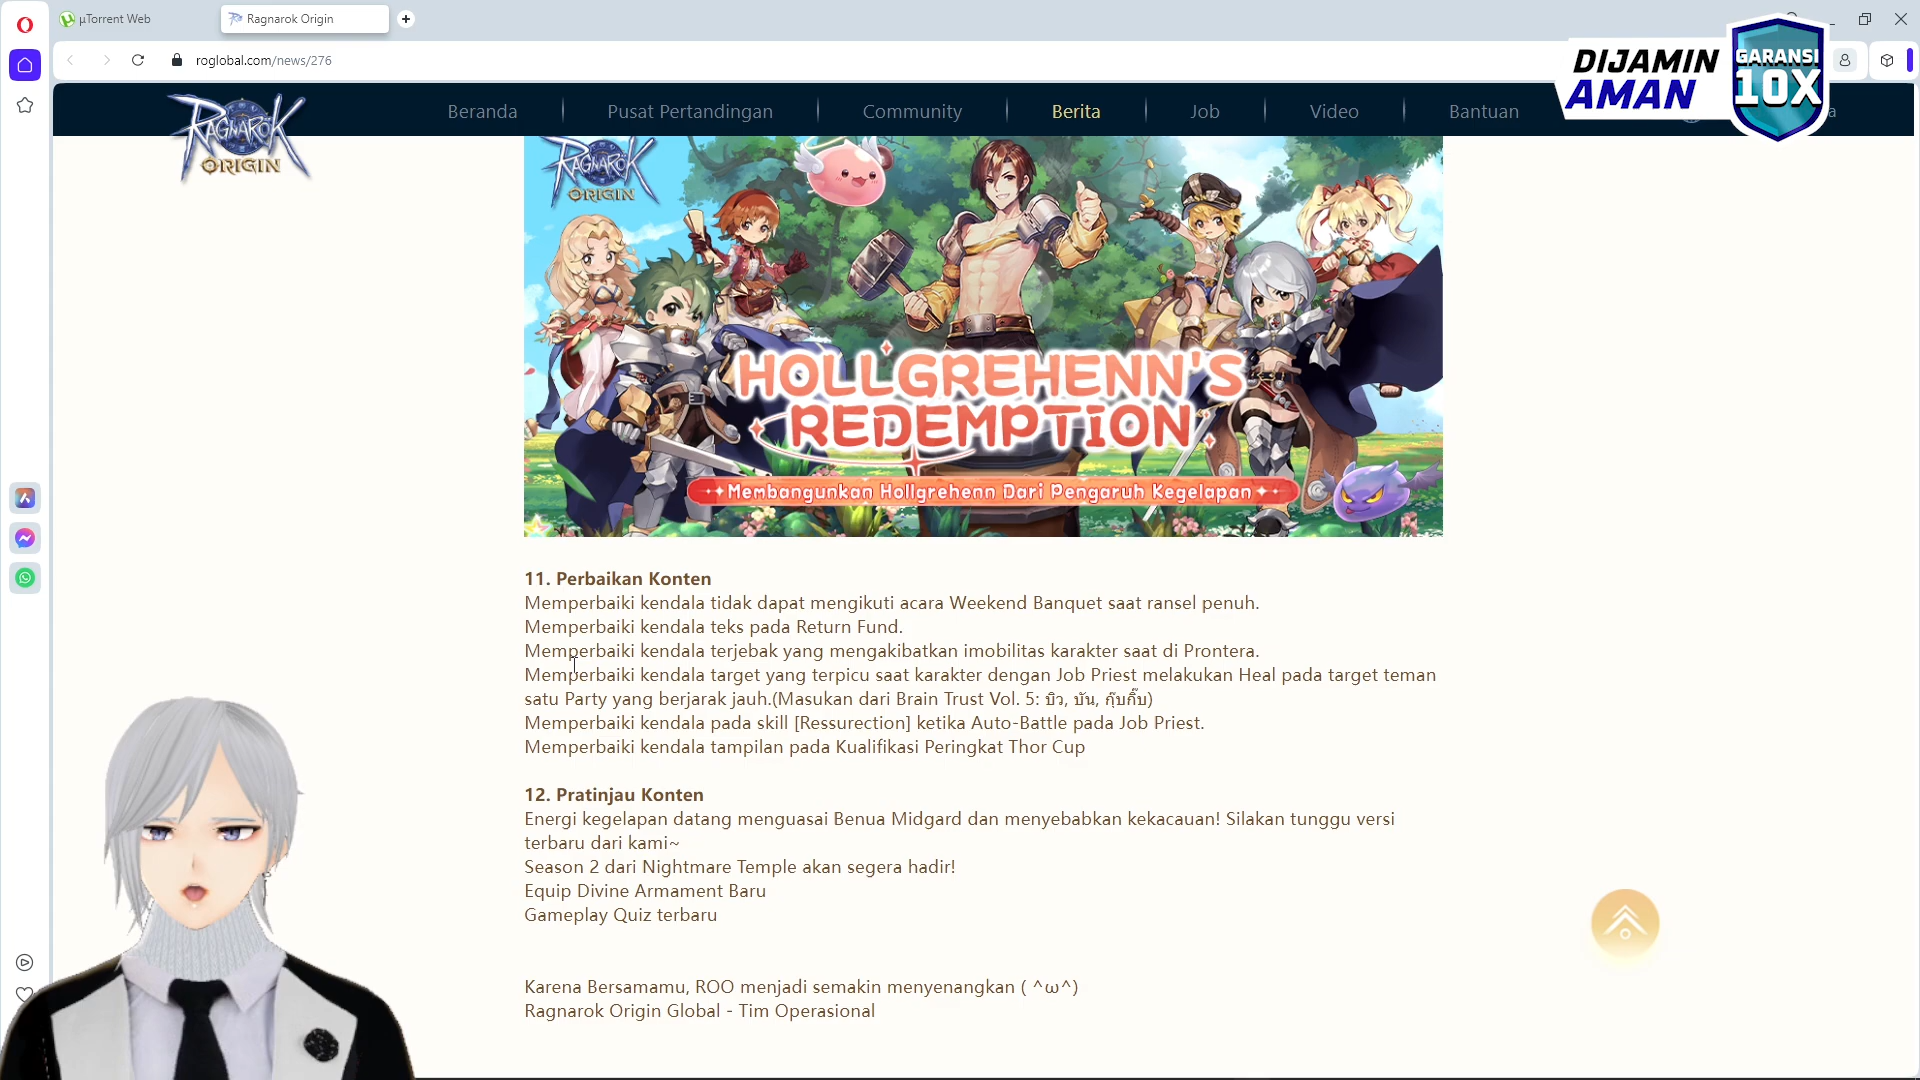 µTorrent Web
Ragnarok Origin
roglobal.com/news/276
DIJAMIN
AMAN
GARANSI
10X
RAGNARöK
ORIGIN
Beranda
Pusat Pertandingan
Community
Berita
Job
Video
Bantuan
RAGNARöK
ORIGIN
HOLLGREHENN'S
REDEMPTION
Membangunkan Hollgrehenn Dari Pengaruh Kegelapan
11. Perbaikan Konten
Memperbaiki kendala tidak dapat mengikuti acara Weekend Banquet saat ransel penuh.
Memperbaiki kendala teks pada Return Fund.
Memperbaiki kendala terjebak yang mengakibatkan imobilitas karakter saat di Prontera.
Memperbaiki kendala target yang terpicu saat karakter dengan Job Priest melakukan Heal pada target teman
satu Party yang berjarak jauh.(Masukan dari Brain Trust Vol. 5: บิว, บัน, กุ๊บกิ๊บ)
Memperbaiki kendala pada skill [Ressurection] ketika Auto-Battle pada Job Priest.
Memperbaiki kendala tampilan pada Kualifikasi Peringkat Thor Cup
12. Pratinjau Konten
Energi kegelapan datang menguasai Benua Midgard dan menyebabkan kekacauan! Silakan tunggu versi
terbaru dari kami~
Season 2 dari Nightmare Temple akan segera hadir!
Equip Divine Armament Baru
Gameplay Quiz terbaru
Karena Bersamamu, ROO menjadi semakin menyenangkan ( ^ω^)
Ragnarok Origin Global - Tim Operasional